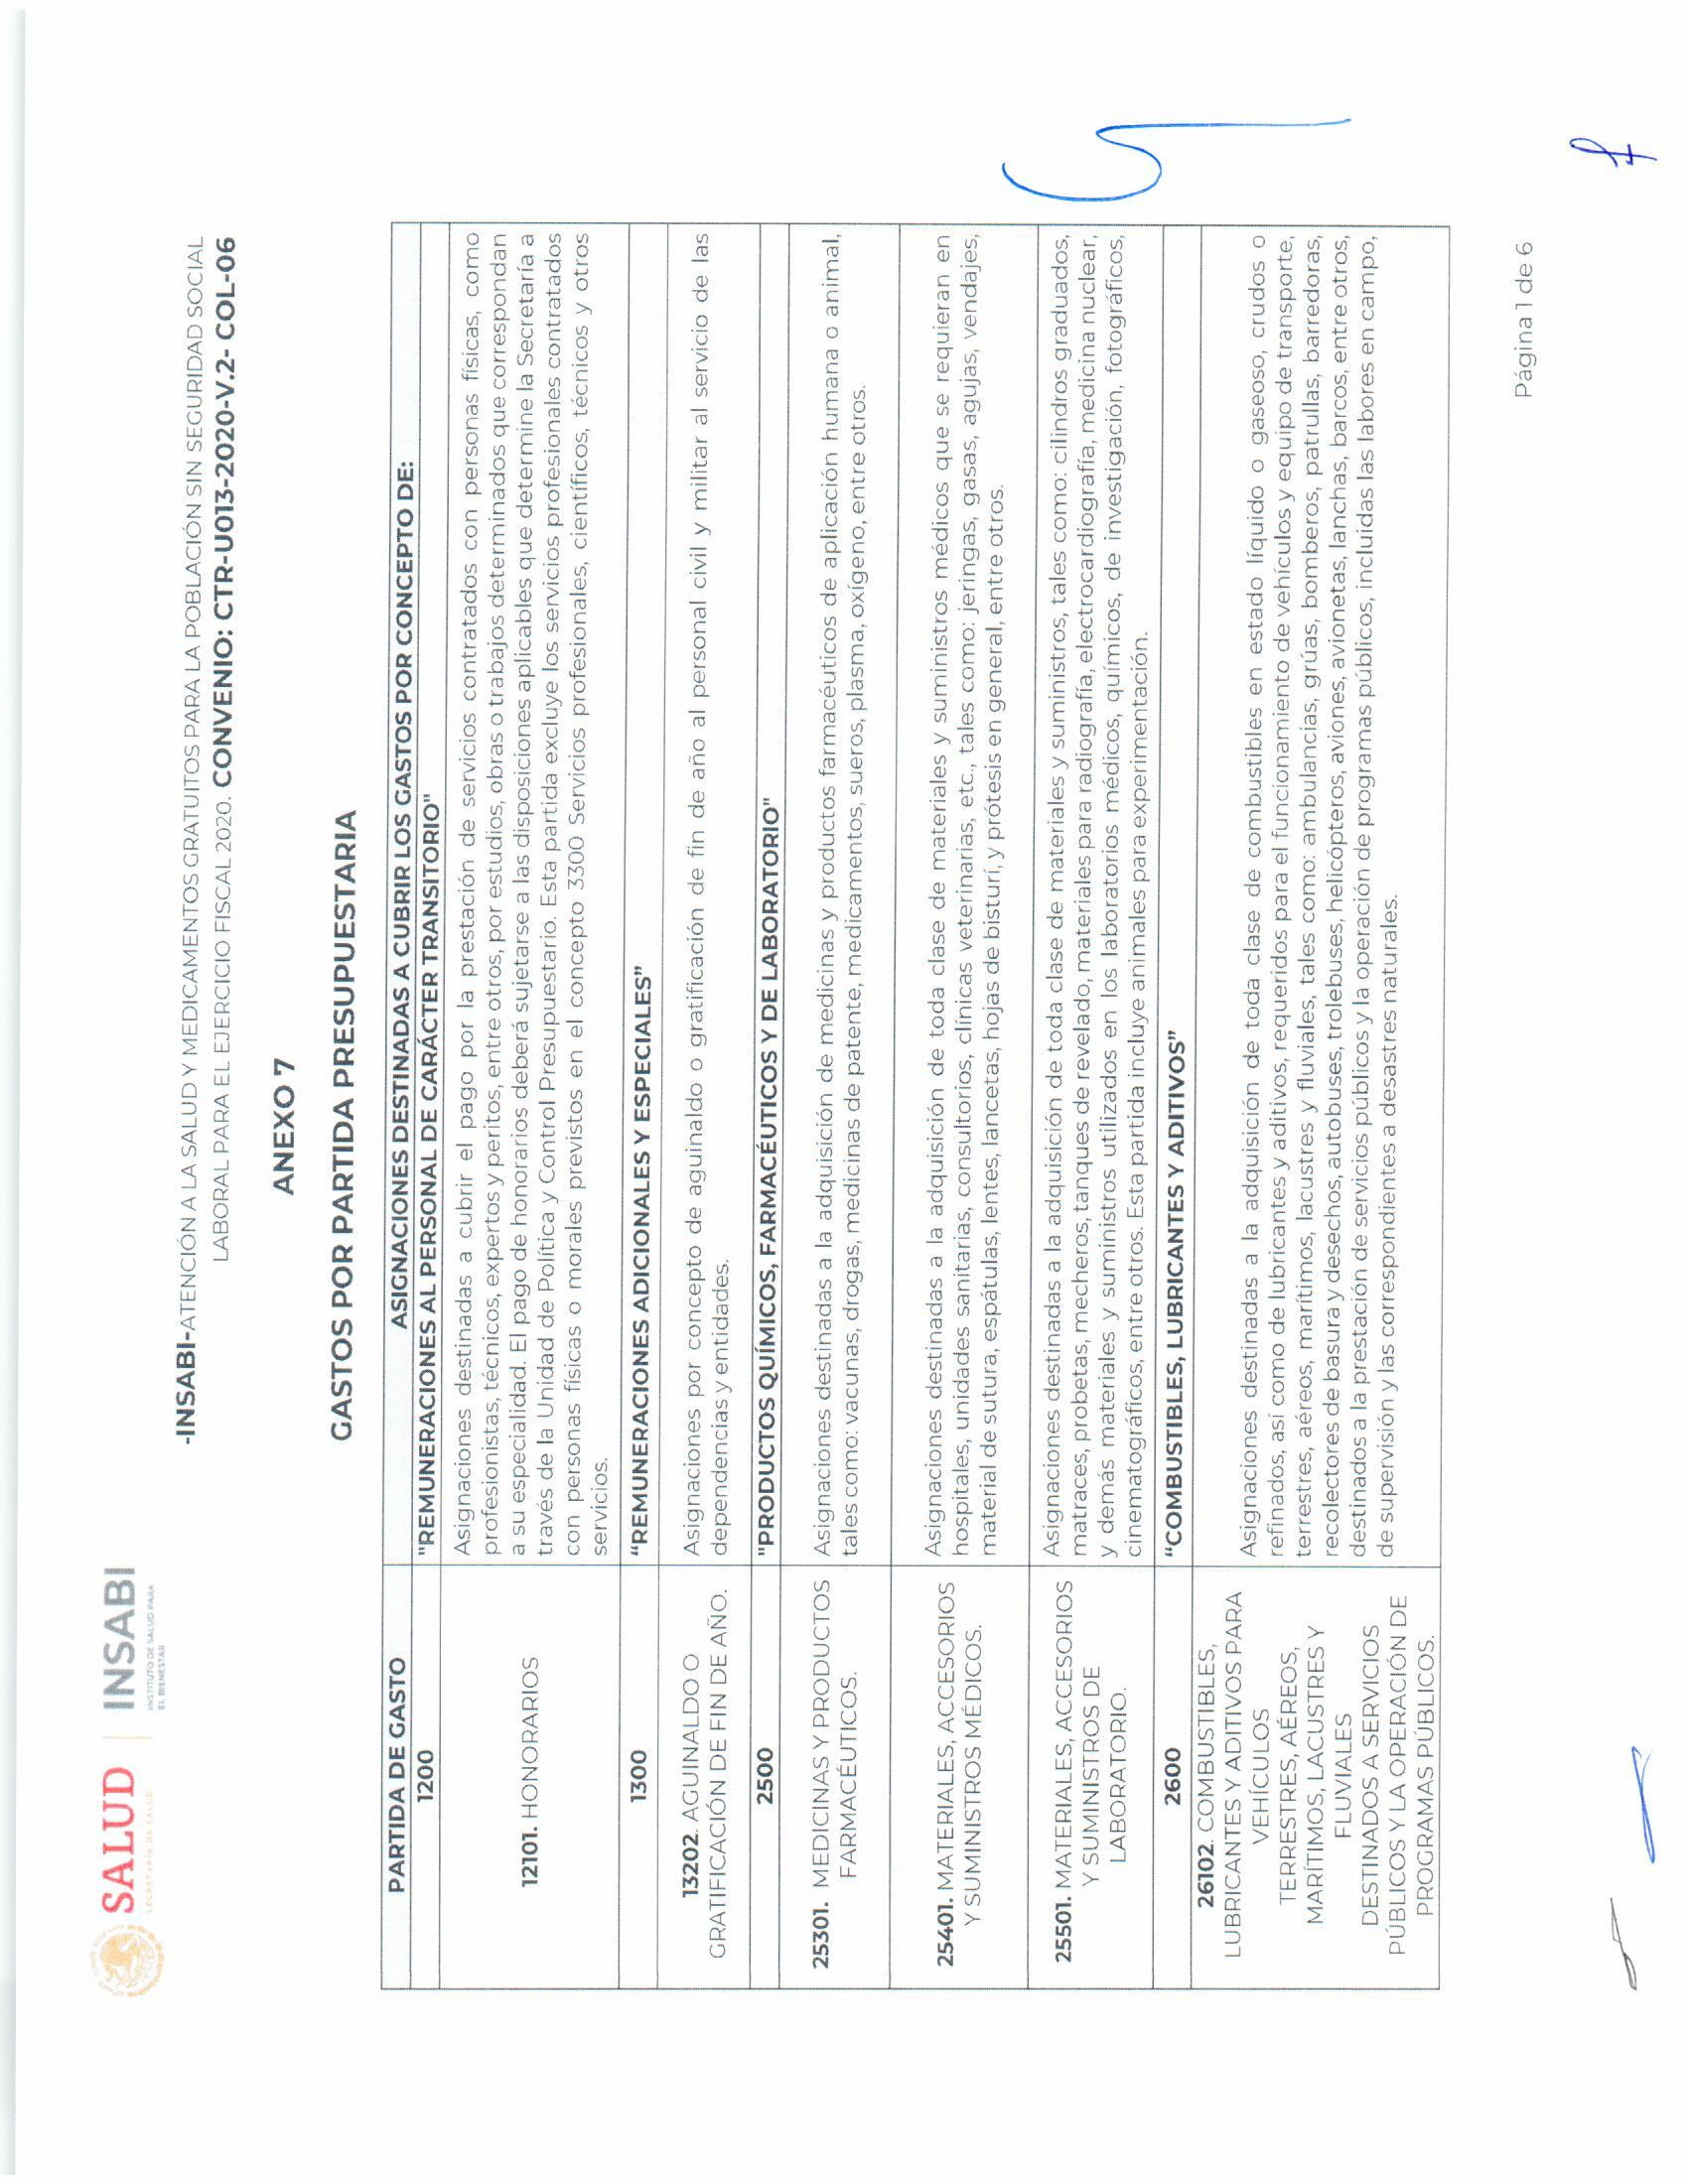 SALUD
SECRETARÍA DE SALUD
INSABI
INSTITUTO DE SALUD PARA
EL BIENESTAR
-INSABI-ATENCIÓN A LA SALUD Y MEDICAMENTOS GRATUITOS PARA LA POBLACIÓN SIN SEGURIDAD SOCIAL
LABORAL PARA EL EJERCICIO FISCAL 2020. CONVENIO: CTR-U013-2020-V.2- COL-06
ANEXO 7
GASTOS POR PARTIDA PRESUPUESTARIA
PARTIDA DE GASTO
ASIGNACIONES DESTINADAS A CUBRIR LOS GASTOS POR CONCEPTO DE:
1200
"REMUNERACIONES AL PERSONAL DE CARÁCTER TRANSITORIO"
12101. HONORARIOS
Asignaciones destinadas a cubrir el pago por la prestación de servicios contratados con personas físicas, como
profesionistas, técnicos, expertos y peritos, entre otros, por estudios, obras o trabajos determinados que correspondan
a su especialidad. El pago de honorarios deberá sujetarse a las disposiciones aplicables que determine la Secretaría a
través de la Unidad de Política y Control Presupuestario. Esta partida excluye los servicios profesionales contratados
con personas físicas o morales previstos en el concepto 3300 Servicios profesionales, científicos, técnicos y otros
servicios.
1300
“REMUNERACIONES ADICIONALES Y ESPECIALES”
13202. AGUINALDO O
GRATIFICACIÓN DE FIN DE AÑO.
Asignaciones por concepto de aguinaldo o gratificación de fin de año al personal civil y militar al servicio de las
dependencias y entidades.
2500
"PRODUCTOS QUÍMICOS, FARMACÉUTICOS Y DE LABORATORIO"
25301. MEDICINAS Y PRODUCTOS
FARMACÉUTICOS.
Asignaciones destinadas a la adquisición de medicinas y productos farmacéuticos de aplicación humana o animal,
tales como: vacunas, drogas, medicinas de patente, medicamentos, sueros, plasma, oxígeno, entre otros.
25401. MATERIALES, ACCESORIOS
Y SUMINISTROS MÉDICOS.
Asignaciones destinadas a la adquisición de toda clase de materiales y suministros médicos que se requieran en
hospitales, unidades sanitarias, consultorios, clínicas veterinarias, etc., tales como: jeringas, gasas, agujas, vendajes,
material de sutura, espátulas, lentes, lancetas, hojas de bisturí, y prótesis en general, entre otros.
25501. MATERIALES, ACCESORIOS
Y SUMINISTROS DE
LABORATORIO.
Asignaciones destinadas a la adquisición de toda clase de materiales y suministros, tales como: cilindros graduados,
matraces, probetas, mecheros, tanques de revelado, materiales para radiografía, electrocardiografía, medicina nuclear,
y demás materiales y suministros utilizados en los laboratorios médicos, químicos, de investigación, fotográficos,
cinematográficos, entre otros. Esta partida incluye animales para experimentación.
2600
“COMBUSTIBLES, LUBRICANTES Y ADITIVOS”
26102. COMBUSTIBLES,
LUBRICANTES Y ADITIVOS PARA
VEHÍCULOS
TERRESTRES, AÉREOS,
MARÍTIMOS, LACUSTRES Y
FLUVIALES
DESTINADOS A SERVICIOS
PÚBLICOS Y LA OPERACIÓN DE
PROGRAMAS PÚBLICOS.
Asignaciones destinadas a la adquisición de toda clase de combustibles en estado líquido o gaseoso, crudos o
refinados, así como de lubricantes y aditivos, requeridos para el funcionamiento de vehículos y equipo de transporte,
terrestres, aéreos, marítimos, lacustres y fluviales, tales como: ambulancias, grúas, bomberos, patrullas, barredoras,
recolectores de basura y desechos, autobuses, trolebuses, helicópteros, aviones, avionetas, lanchas, barcos, entre otros,
destinados a la prestación de servicios públicos y la operación de programas públicos, incluidas las labores en campo,
de supervisión y las correspondientes a desastres naturales.
Página 1 de 6